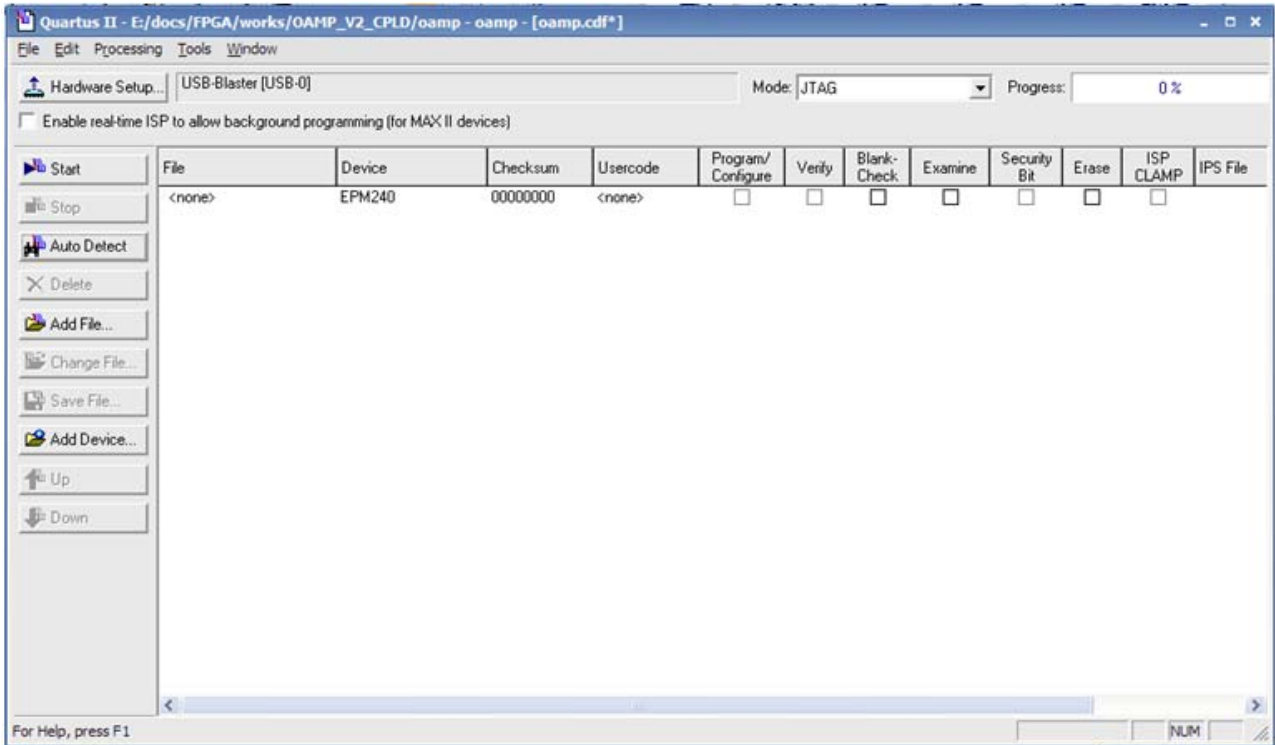 Quartus II - E:/docs/FPGA/works/OAMP_V2_CPLD/oamp - oamp - [oamp.cdf*]
File Edit Processing Tools Window
Hardware Setup... USB-Blaster [USB-0] Mode: JTAG Progress: 0 %
Enable real-time ISP to allow background programming (for MAX II devices)
Start
Stop
Auto Detect
Delete
Add File...
Change File...
Save File...
Add Device...
Up
Down
File Device Checksum Usercode Program/ Configure Verify Blank- Check Examine Security Bit Erase ISP CLAMP IPS File
<none> EPM240 00000000 <none>
For Help, press F1 NUM